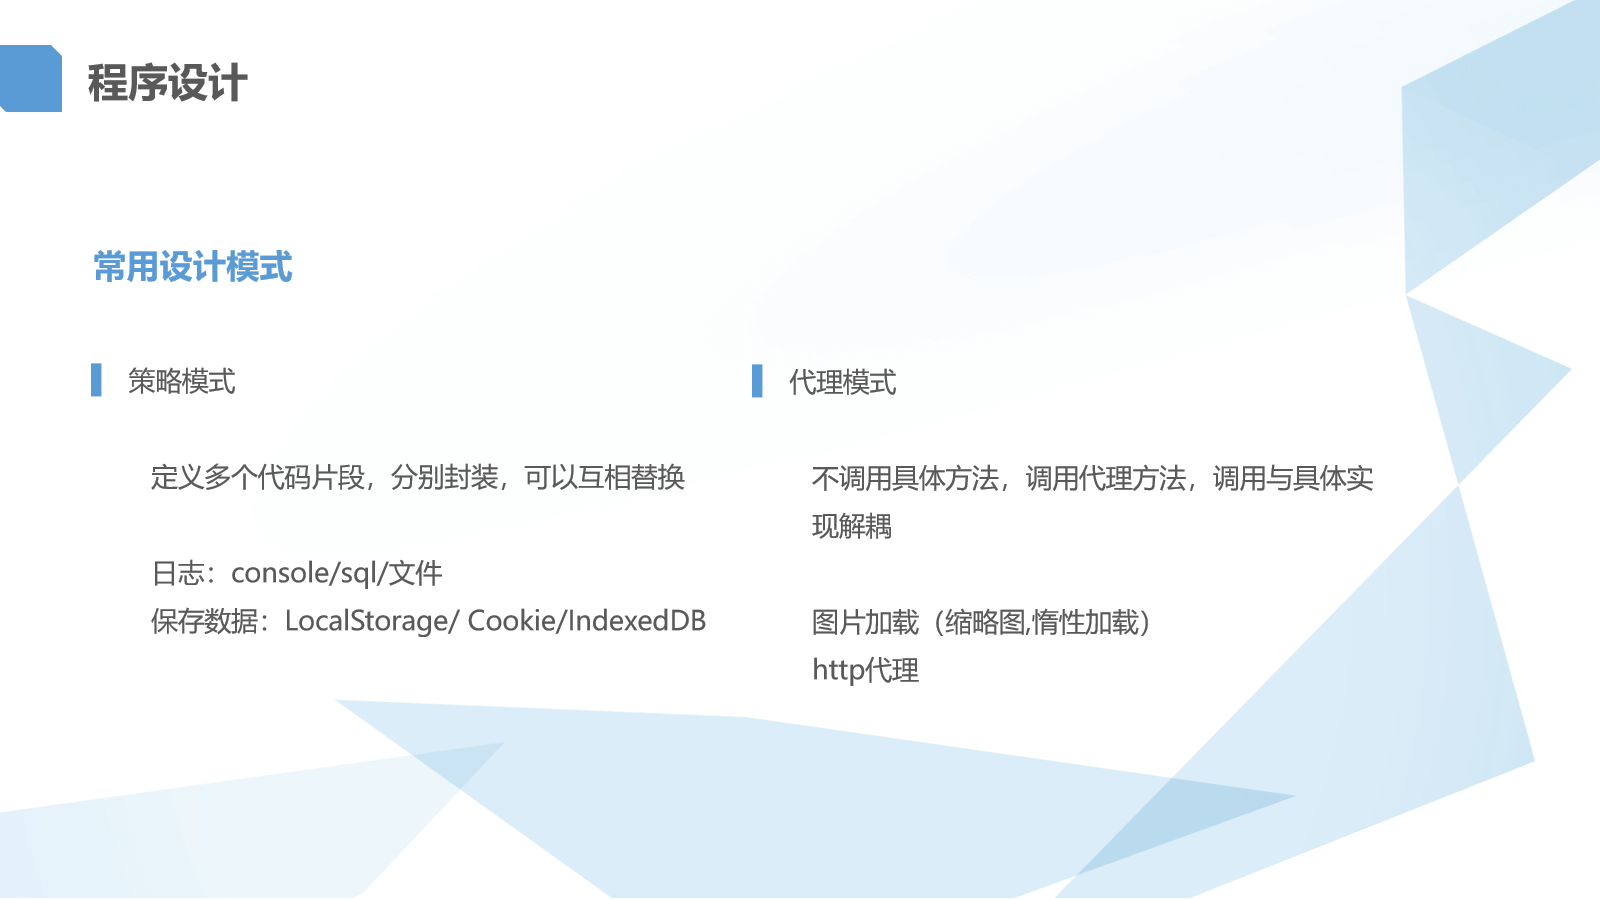 程序设计
常用设计模式
策略模式
定义多个代码片段，分别封装，可以互相替换
日志：console/sql/文件
保存数据：LocalStorage/ Cookie/IndexedDB
代理模式
不调用具体方法，调用代理方法，调用与具体实
现解耦
图片加载（缩略图,惰性加载）
http代理